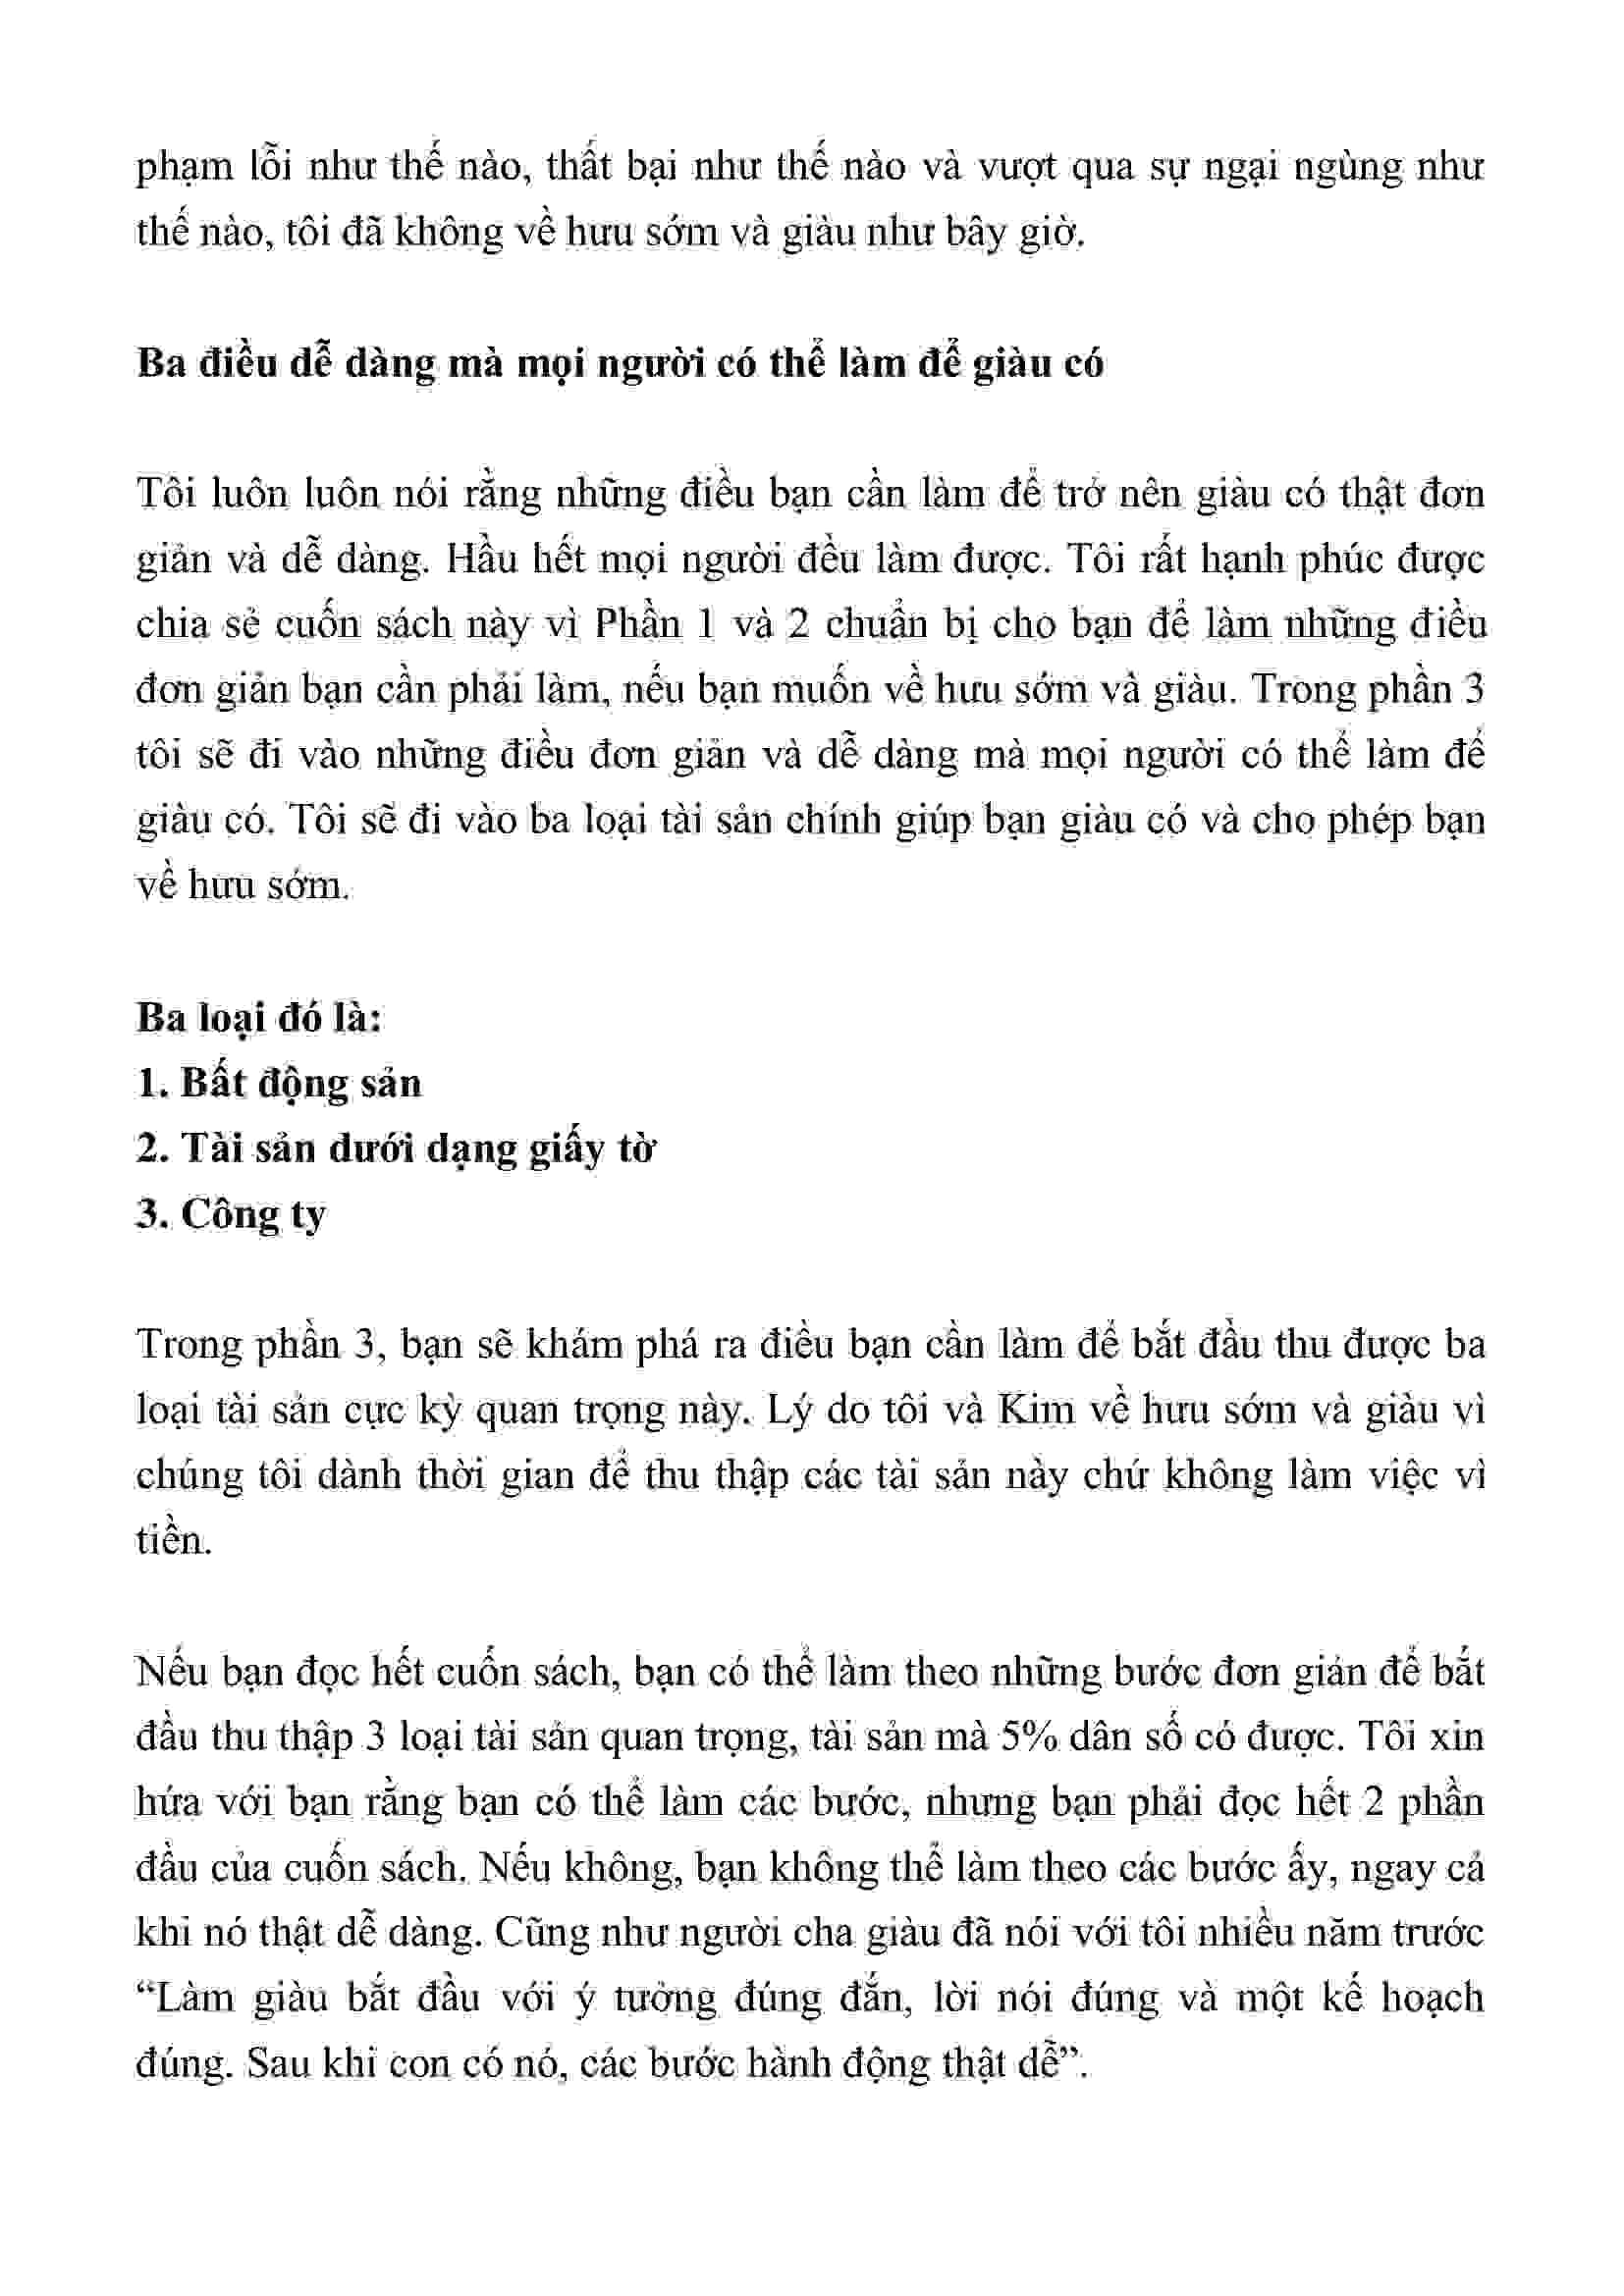 phạm lỗi như thế nào, thất bại như thế nào và vượt qua sự ngại ngùng như
thế nào, tôi đã không về hưu sớm và giàu như bây giờ.
Ba điều dễ dàng mà mọi người có thể làm để giàu có
Tôi luôn luôn nói rằng những điều bạn cần làm để trở nên giàu có thật đơn
giản và dễ dàng. Hầu hết mọi người đều làm được. Tôi rất hạnh phúc được
chia sẻ cuốn sách này vì Phần 1 và 2 chuẩn bị cho bạn để làm những điều
đơn giản bạn cần phải làm, nếu bạn muốn về hưu sớm và giàu. Trong phần 3
tôi sẽ đi vào những điều đơn giản và dễ dàng mà mọi người có thể làm để
giàu có. Tôi sẽ đi vào ba loại tài sản chính giúp bạn giàu có và cho phép bạn
về hưu sớm.
Ba loại đó là:
1. Bất động sản
2. Tài sản dưới dạng giấy tờ
3. Công ty
Trong phần 3, bạn sẽ khám phá ra điều bạn cần làm để bắt đầu thu được ba
loại tài sản cực kỳ quan trọng này. Lý do tôi và Kim về hưu sớm và giàu vì
chúng tôi dành thời gian để thu thập các tài sản này chứ không làm việc vì
tiền.
Nếu bạn đọc hết cuốn sách, bạn có thể làm theo những bước đơn giản để bắt
đầu thu thập 3 loại tài sản quan trọng, tài sản mà 5% dân số có được. Tôi xin
hứa với bạn rằng bạn có thể làm các bước, nhưng bạn phải đọc hết 2 phần
đầu của cuốn sách. Nếu không, bạn không thể làm theo các bước ấy, ngay cả
khi nó thật dễ dàng. Cũng như người cha giàu đã nói với tôi nhiều năm trước
“Làm giàu bắt đầu với ý tưởng đúng đắn, lời nói đúng và một kế hoạch
đúng. Sau khi con có nó, các bước hành động thật dễ”.